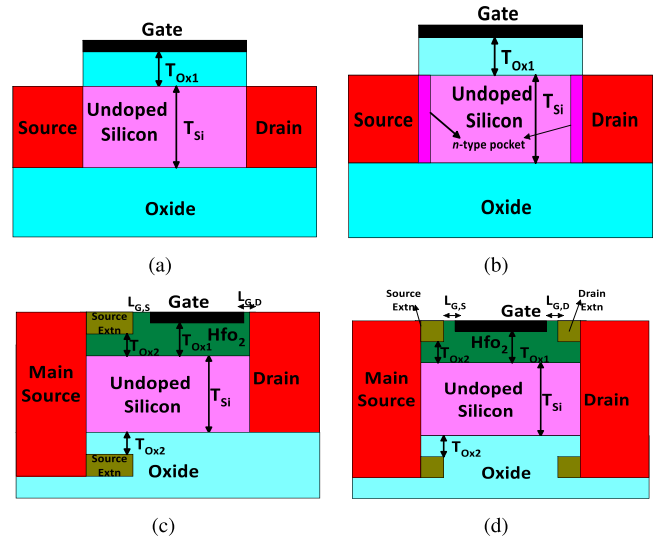 Gate
T_Ox1
Undoped
Silicon
T_Si
Source
Drain
Oxide
(a)
Gate
T_Ox1
Undoped
Silicon
T_Si
Source
Drain
n-type pocket
Oxide
(b)
L_G,S
Gate
L_G,D
Source
Extn
Hfo_2
T_Ox2
T_Ox1
Main
Source
Undoped
Silicon
T_Si
Drain
T_Ox2
Source
Extn
Oxide
(c)
Source
Extn
L_G,S
Gate
L_G,D
Drain
Extn
Hfo_2
T_Ox2
T_Ox1
Main
Source
Undoped
Silicon
T_Si
Drain
T_Ox2
Oxide
(d)